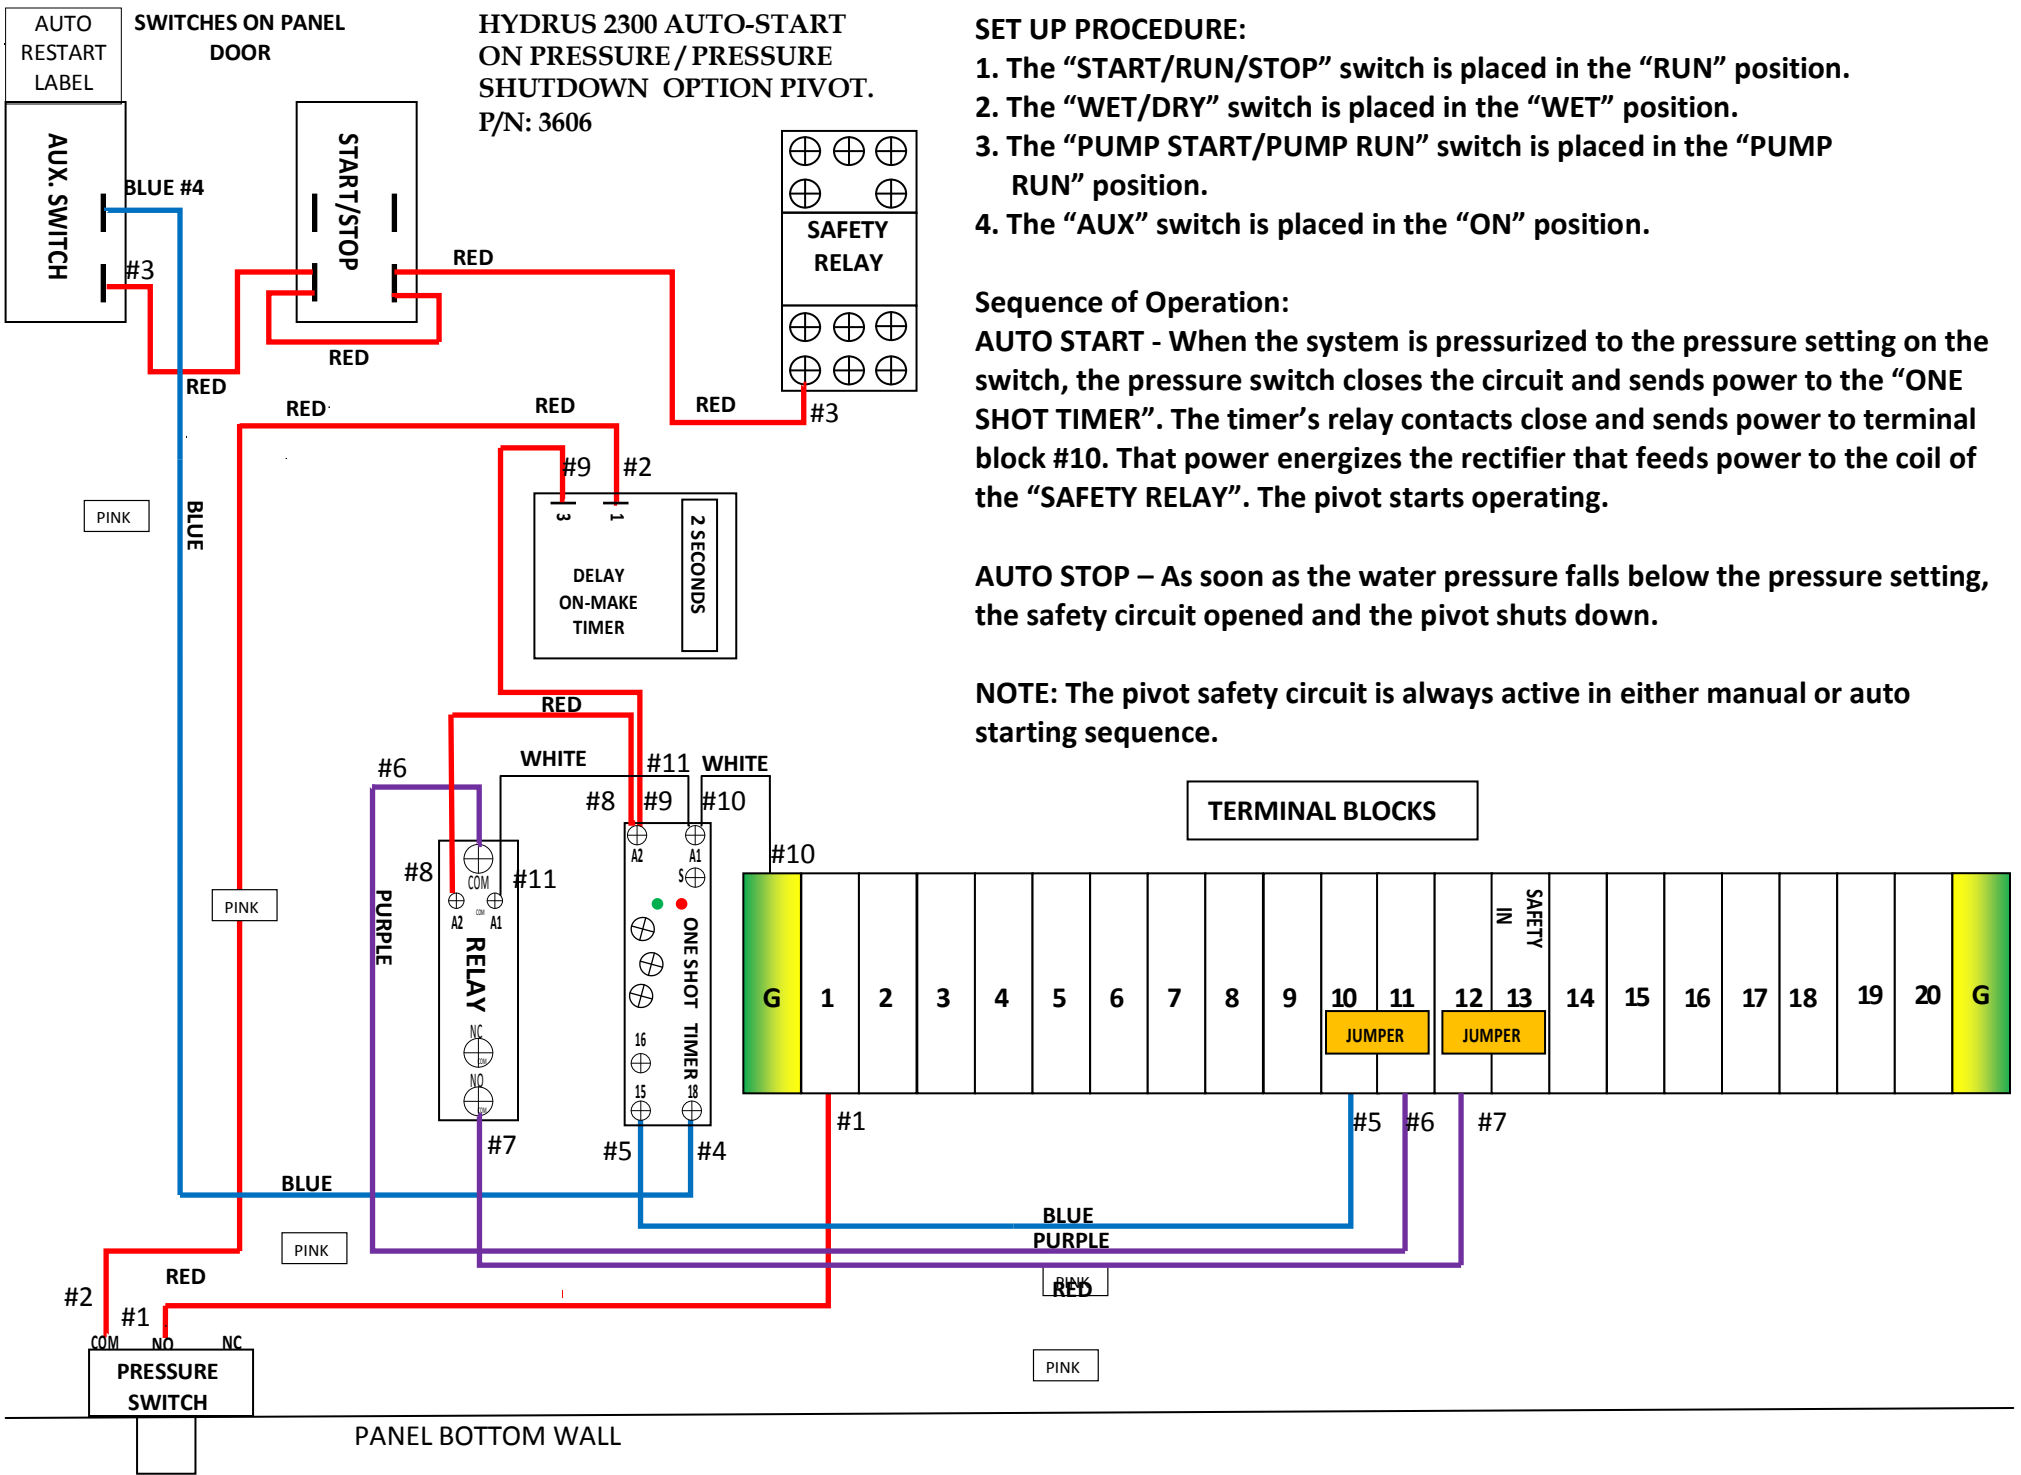 AUTO
RESTART
LABEL
SWITCHES ON PANEL
DOOR
HYDRUS 2300 AUTO-START
ON PRESSURE / PRESSURE
SHUTDOWN OPTION PIVOT.
P/N: 3606
SET UP PROCEDURE:
1. The “START/RUN/STOP” switch is placed in the “RUN” position.
2. The “WET/DRY” switch is placed in the “WET” position.
3. The “PUMP START/PUMP RUN” switch is placed in the “PUMP
RUN” position.
4. The “AUX” switch is placed in the “ON” position.
Sequence of Operation:
AUTO START - When the system is pressurized to the pressure setting on the
switch, the pressure switch closes the circuit and sends power to the “ONE
SHOT TIMER”. The timer’s relay contacts close and sends power to terminal
block #10. That power energizes the rectifier that feeds power to the coil of
the “SAFETY RELAY”. The pivot starts operating.
AUTO STOP – As soon as the water pressure falls below the pressure setting,
the safety circuit opened and the pivot shuts down.
NOTE: The pivot safety circuit is always active in either manual or auto
starting sequence.
AUX. SWITCH
BLUE #4
#3
START/STOP
RED
RED
RED
SAFETY
RELAY
RED
#3
RED
RED
#9
#2
3
1
DELAY
ON-MAKE
TIMER
2 SECONDS
PINK
BLUE
RED
WHITE
#11
WHITE
#6
#8
#9
#10
#10
A2
A1
S
#8
COM
#11
COM
A2
A1
PURPLE
PINK
RELAY
ONE SHOT TIMER
NC
COM
NO
COM
16
15
18
#7
#5
#4
TERMINAL BLOCKS
SAFETY
IN
G
1
2
3
4
5
6
7
8
9
10
11
12
13
14
15
16
17
18
19
20
G
JUMPER
JUMPER
#1
#5
#6
#7
BLUE
BLUE
PURPLE
PINK
PINK
RED
RED
#2
#1
COM
NO
NC
PRESSURE
SWITCH
PINK
PANEL BOTTOM WALL